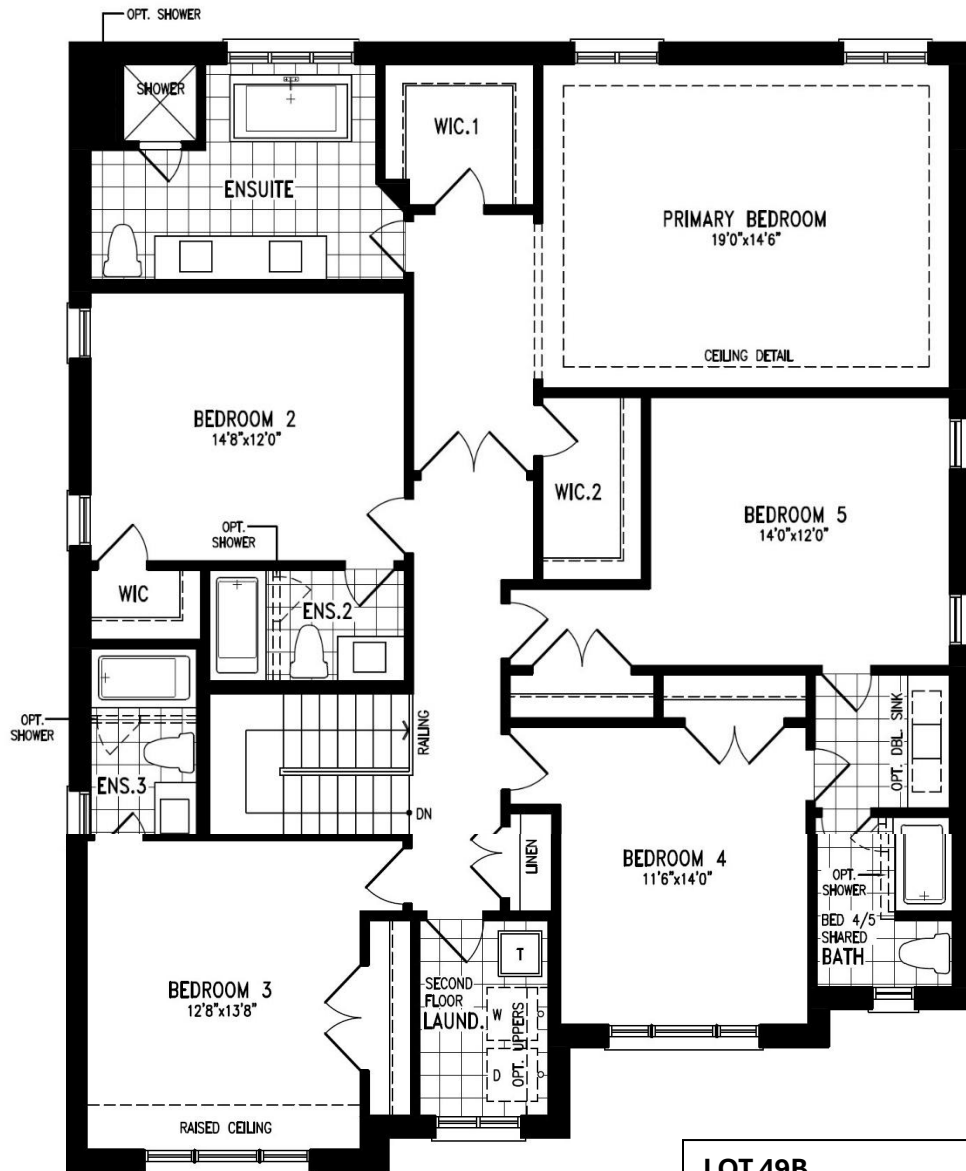 OPT. SHOWER
SHOWER
WIC.1
ENSUITE
PRIMARY BEDROOM
19'0"x14'6"
CEILING DETAIL
BEDROOM 2
14'8"x12'0"
WIC.2
BEDROOM 5
14'0"x12'0"
OPT.
SHOWER
WIC
ENS.2
OPT.
SHOWER
ENS.3
RAILING
DN
OPT. DBL SINK
LINEN
BEDROOM 4
11'6"x14'0"
OPT.
SHOWER
BED 4/5
SHARED
BATH
BEDROOM 3
12'8"x13'8"
SECOND
FLOOR
LAUND.
T
W
D
OPT. UPPERS
RAISED CEILING
LOT 49B